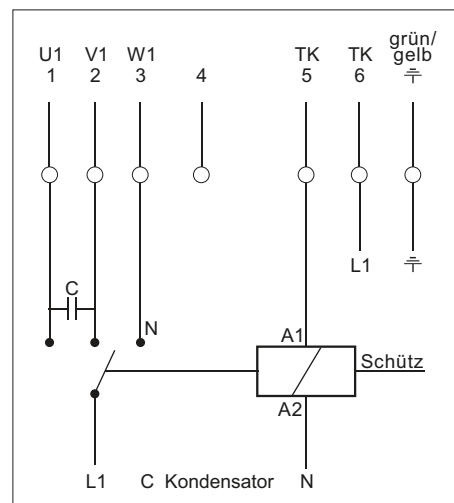 grün/
U1 V1 W1 TK TK gelb
1 2 3 4 5 6
L1
C
N
A1
Schütz
A2
L1 C Kondensator N